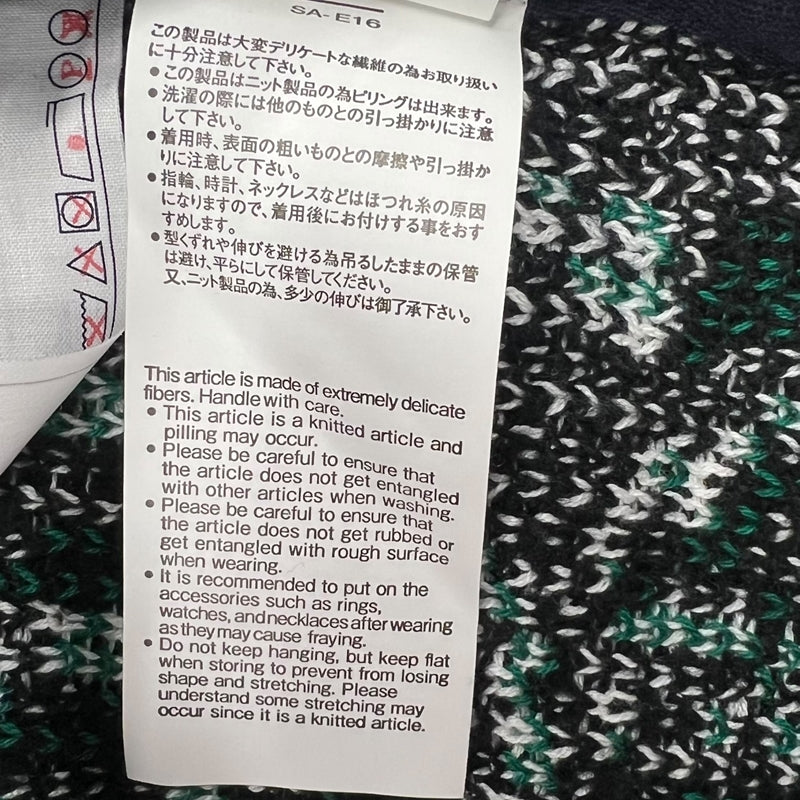 SA-E16
この製品は大変デリケートな繊維の為お取り扱い
に十分注意して下さい。
●この製品はニット製品の為ピリングは出来ます。
●洗濯の際には他のものとの引っ掛かりに注意
して下さい。
●着用時、表面の粗いものとの摩擦や引っ掛か
りに注意して下さい。
●指輪、時計、ネックレスなどはほつれ糸の原因
になりますので、着用後にお付けする事をおす
すめします。
●型くずれや伸びを避ける為吊るしたままの保管
は避け、平らにして保管してください。
又、ニット製品の為、多少の伸びは御了承下さい。
This article is made of extremely delicate
fibers. Handle with care.
● This article is a knitted article and
pilling may occur.
● Please be careful to ensure that
the article does not get entangled
with other articles when washing.
● Please be careful to ensure that
the article does not get rubbed or
get entangled with rough surface
when wearing.
● It is recommended to put on the
accessories such as rings,
watches, and necklaces after wearing
as they may cause fraying.
● Do not keep hanging, but keep flat
when storing to prevent from losing
shape and stretching. Please
understand some stretching may
occur since it is a knitted article.